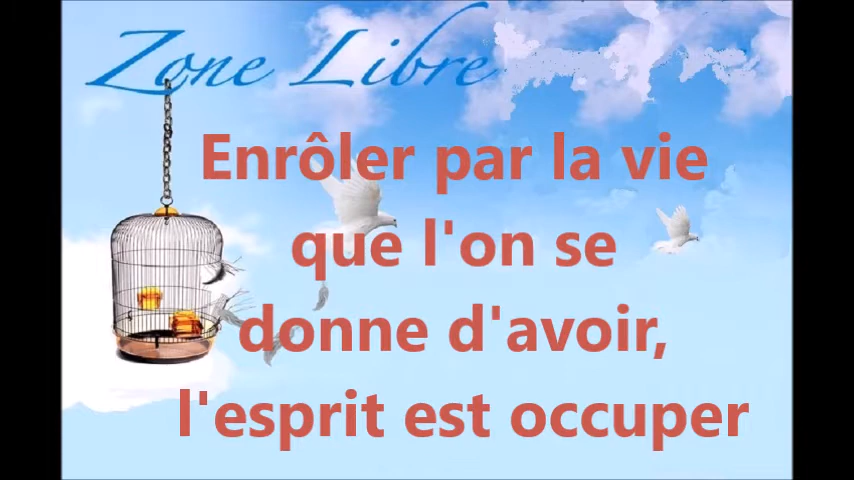 Zone Libre
Enrôler par la vie
que l'on se
donne d'avoir,
l'esprit est occuper